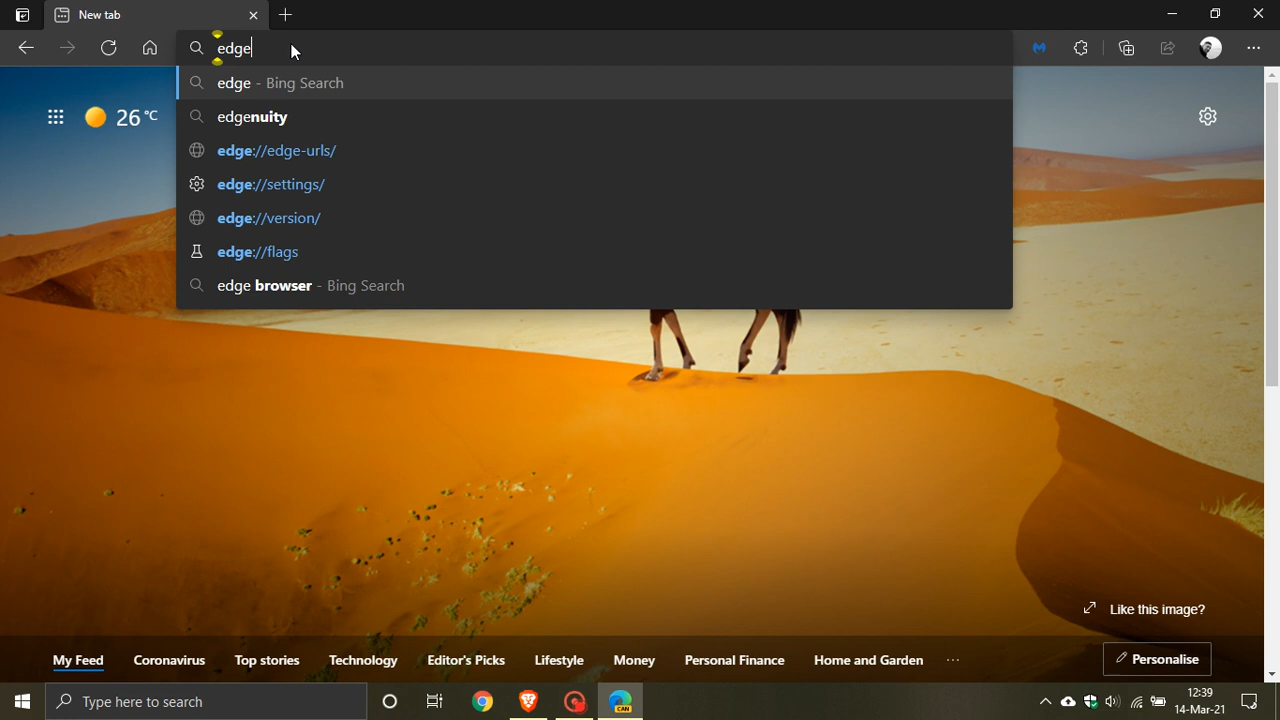 New tab
edge
edge - Bing Search
edgenuity
26 °C
edge://edge-urls/
edge://settings/
edge://version/
edge://flags
edge browser - Bing Search
Like this image?
My Feed Coronavirus Top stories Technology Editor's Picks Lifestyle Money Personal Finance Home and Garden ... Personalise
Type here to search
CAN
12:39
14-Mar-21